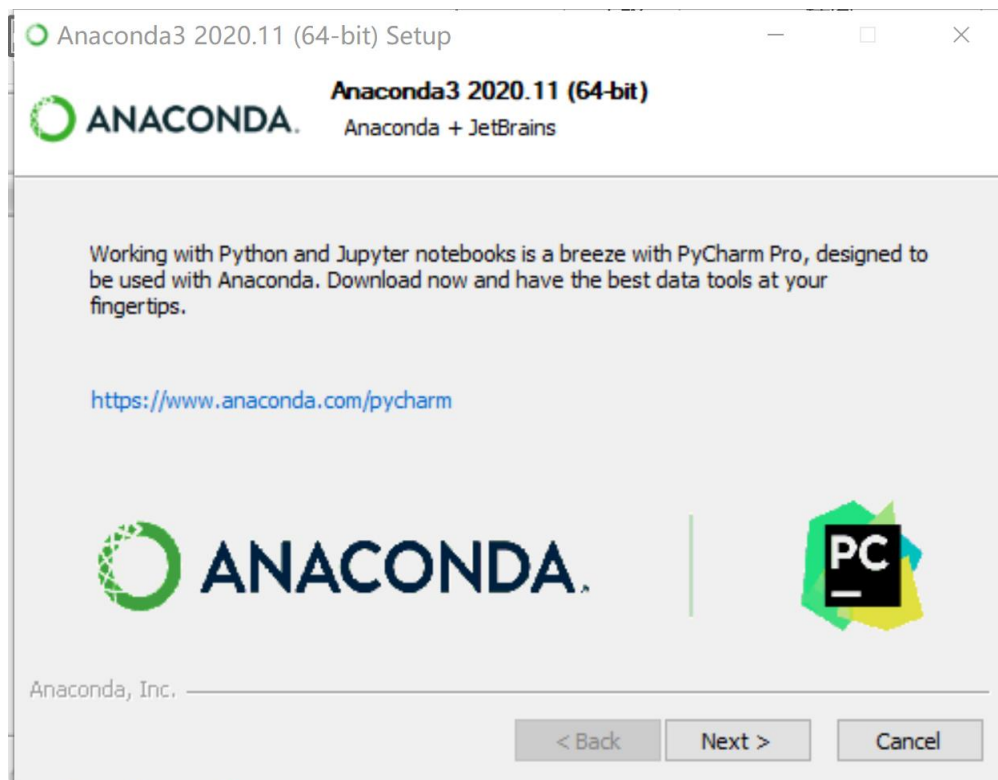 Anaconda3 2020.11 (64-bit) Setup
ANACONDA.
Anaconda3 2020.11 (64-bit)
Anaconda + JetBrains
Working with Python and Jupyter notebooks is a breeze with PyCharm Pro, designed to
be used with Anaconda. Download now and have the best data tools at your
fingertips.
https://www.anaconda.com/pycharm
ANACONDA.
PC
Anaconda, Inc.
< Back
Next >
Cancel